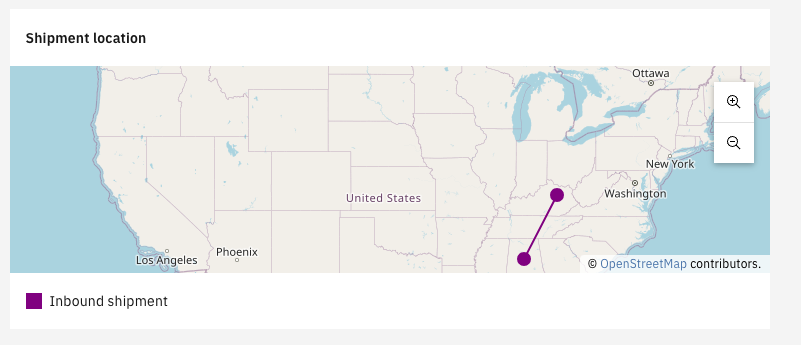 Shipment location
Ottawa
New York
United States
Washington
Phoenix
Los Angeles
© OpenStreetMap contributors.
Inbound shipment